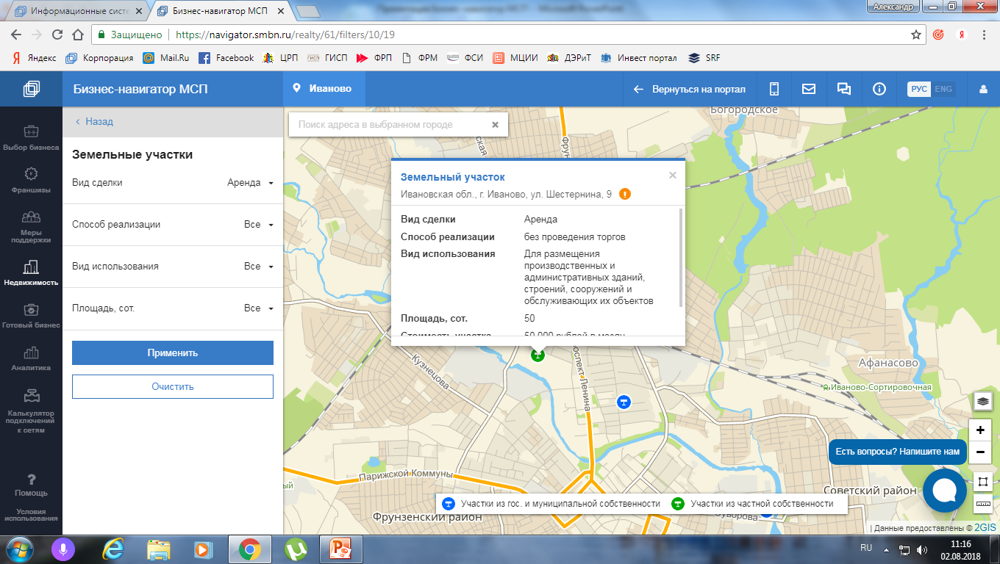 Информационные сист
Бизнес-навигатор МСП
Александр
Защищено
https://navigator.smbn.ru/realty/61/filters/10/19
Яндекс
Корпорация
Mail.Ru
Facebook
ЦРП
ГИСП
ФРП
ФРМ
ФСИ
МЦИИ
ДЭРиТ
Инвест портал
SRF
Бизнес-навигатор МСП
Иваново
Вернуться на портал
РУС ENG
Выбор бизнеса
Франшизы
Меры
поддержки
Недвижимость
Готовый бизнес
Аналитика
Калькулятор
подключений
к сетям
Помощь
Условия
использования
Назад
Земельные участки
Вид сделки Аренда
Способ реализации Все
Вид использования Все
Площадь, сот. Все
Применить
Очистить
Поиск адреса в выбранном городе
Богородское
Земельный участок
Ивановская обл., г. Иваново, ул. Шестернина, 9
Вид сделки Аренда
Способ реализации без проведения торгов
Вид использования Для размещения
производственных и
административных зданий,
строений, сооружений и
обслуживающих их объектов
Площадь, сот. 50
Стоимость участка 50 000 рублей в месяц
Кузнецова
проспект Ленина
Афанасово
Иваново-Сортировочная
Есть вопросы? Напишите нам
Парижской Коммуны
Советский район
Участки из гос. и муниципальной собственности
Участки из частной собственности
Фрунзенский район
Суворова
| Данные предоставлены © 2GIS
RU
11:16
02.08.2018